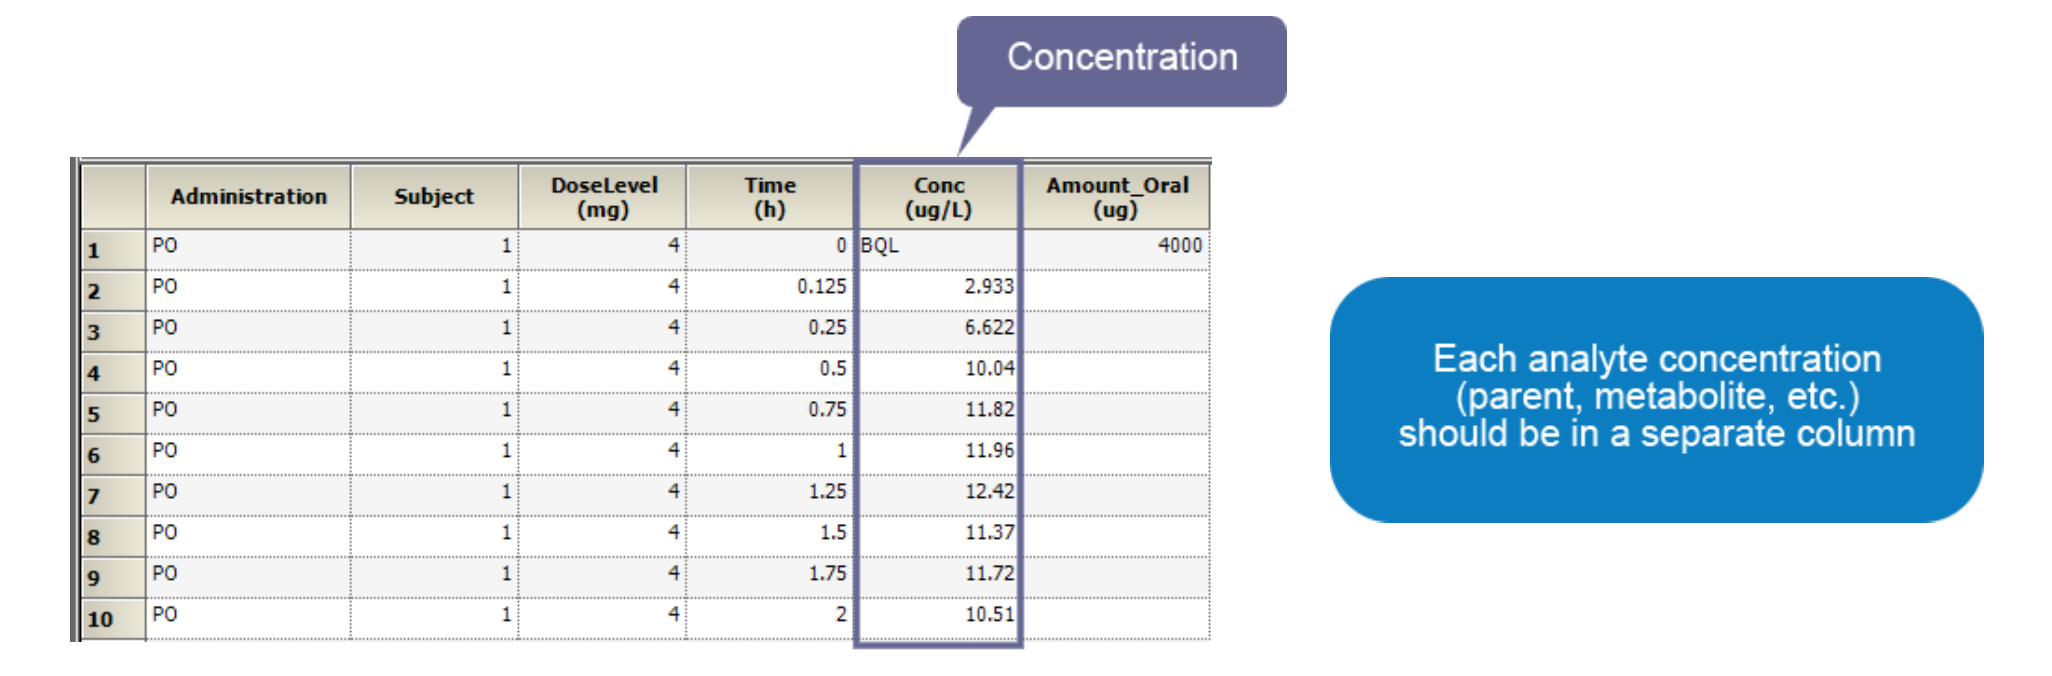 Concentration
Administration Subject DoseLevel (mg) Time (h) Conc (ug/L) Amount_Oral (ug)
1 PO 1 4 0 BQL 4000
2 PO 1 4 0.125 2.933
3 PO 1 4 0.25 6.622
4 PO 1 4 0.5 10.04
5 PO 1 4 0.75 11.82
6 PO 1 4 1 11.96
7 PO 1 4 1.25 12.42
8 PO 1 4 1.5 11.37
9 PO 1 4 1.75 11.72
10 PO 1 4 2 10.51
Each analyte concentration
(parent, metabolite, etc.)
should be in a separate column